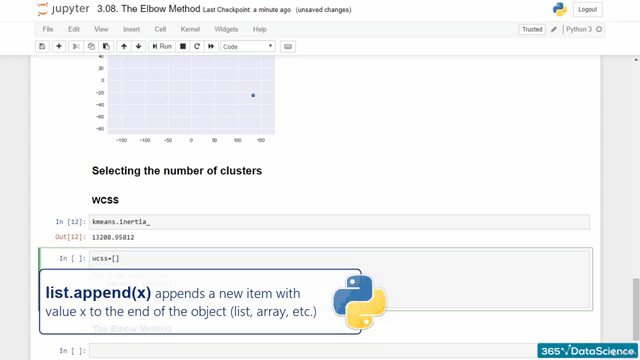 jupyter 3.08. The Elbow Method Last Checkpoint: a minute ago (unsaved changes)
Logout
File Edit View Insert Cell Kernel Widgets Help
Trusted Python 3
Run Code
40
20
0
-20
-40
-60
-80
-150 -100 -50 0 50 100 150
Selecting the number of clusters
WCSS
In [12]: kmeans.inertia_
Out[12]: 13208.95812
In [ ]: wcss=[]
list.append(x) appends a new item with
value x to the end of the object (list, array, etc.)
The Elbow Method
In [ ]:
365 DataScience